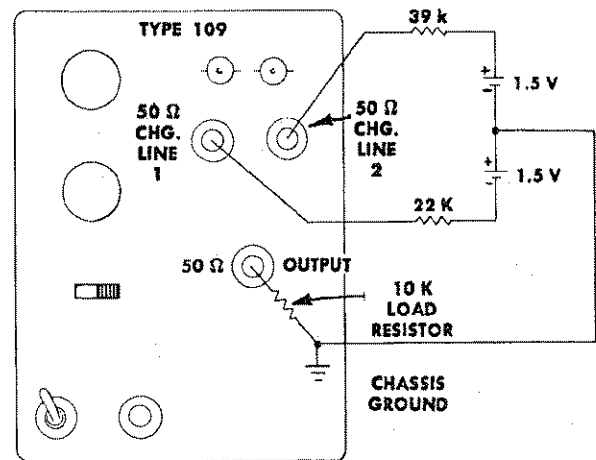 TYPE 109
39 k
+
-
1.5 V
50 Ω
CHG.
LINE
1
50 Ω
CHG.
LINE
2
+
-
1.5 V
22 K
50 Ω
OUTPUT
10 K
LOAD
RESISTOR
CHASSIS
GROUND